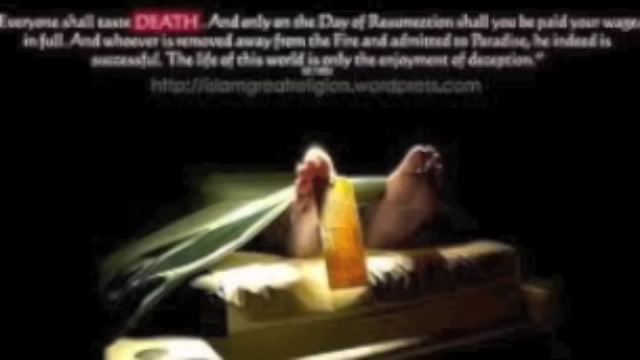 Everyone shall taste DEATH. And only on the Day of Resurrection shall you be paid your wage
in full. And whoever is removed away from the Fire and admitted to Paradise, he indeed is
successful. The life of this world is only the enjoyment of deception."
http://islamgreatreligion.wordpress.com